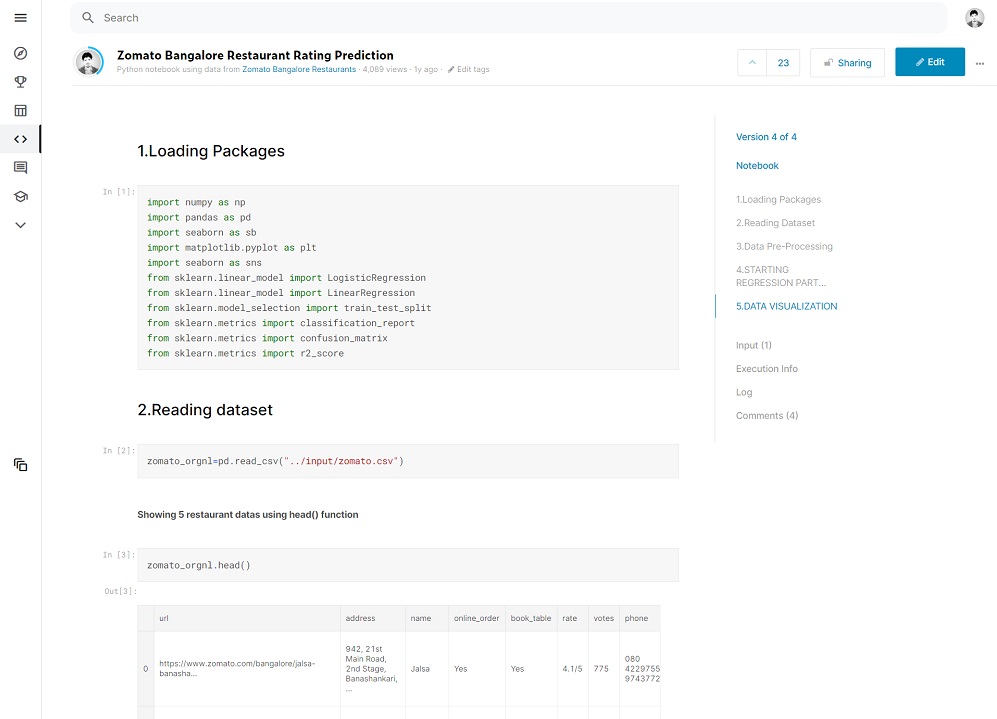 Search
Zomato Bangalore Restaurant Rating Prediction
Python notebook using data from Zomato Bangalore Restaurants · 4,089 views · 1y ago · Edit tags
23
Sharing
Edit
...
1.Loading Packages
In [1]:
import numpy as np
import pandas as pd
import seaborn as sb
import matplotlib.pyplot as plt
import seaborn as sns
from sklearn.linear_model import LogisticRegression
from sklearn.linear_model import LinearRegression
from sklearn.model_selection import train_test_split
from sklearn.metrics import classification_report
from sklearn.metrics import confusion_matrix
from sklearn.metrics import r2_score
2.Reading dataset
In [2]:
zomato_orgnl=pd.read_csv("../input/zomato.csv")
Showing 5 restaurant datas using head() function
In [3]:
zomato_orgnl.head()
Out[3]:
url address name online_order book_table rate votes phone
0
https://www.zomato.com/bangalore/jalsa-
banasha...
942, 21st
Main Road,
2nd Stage,
Banashankari,
...
Jalsa
Yes
Yes
4.1/5
775
080
4229755
9743772
Version 4 of 4
Notebook
1.Loading Packages
2.Reading Dataset
3.Data Pre-Processing
4.STARTING
REGRESSION PART...
5.DATA VISUALIZATION
Input (1)
Execution Info
Log
Comments (4)